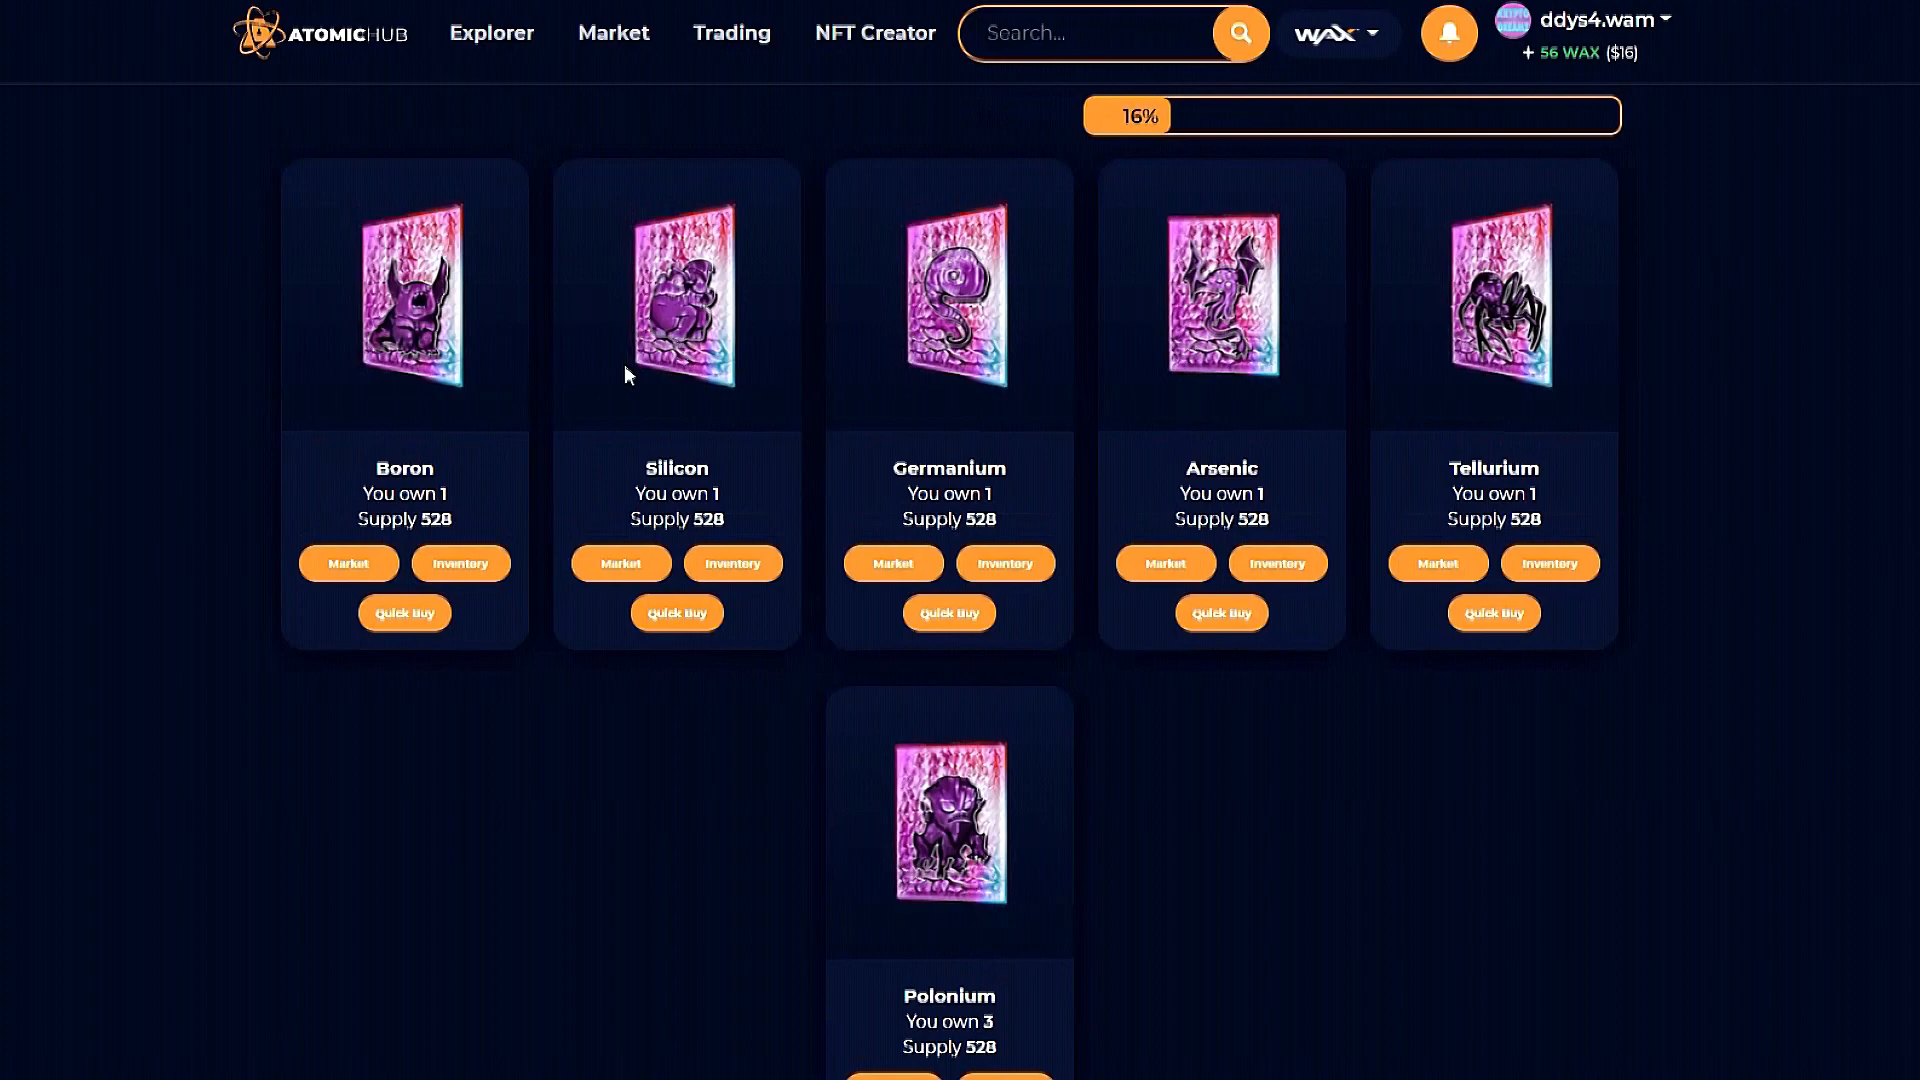 ATOMICHUB
Explorer
Market
Trading
NFT Creator
Search...
WAX
ddys4.wam
+ 56 WAX ($16)
16%
Boron
You own 1
Supply 528
Market
Inventory
Quick Buy
Silicon
You own 1
Supply 528
Market
Inventory
Quick Buy
Germanium
You own 1
Supply 528
Market
Inventory
Quick Buy
Arsenic
You own 1
Supply 528
Market
Inventory
Quick Buy
Tellurium
You own 1
Supply 528
Market
Inventory
Quick Buy
Polonium
You own 3
Supply 528